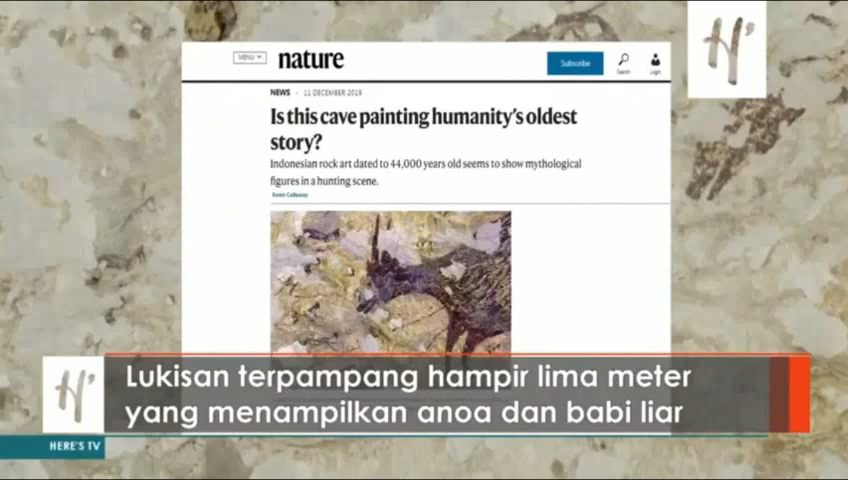 H'
MENU
nature
Subscribe
Search
Login
NEWS · 11 DECEMBER 2019
Is this cave painting humanity's oldest
story?
Indonesian rock art dated to 44,000 years old seems to show mythological
figures in a hunting scene.
Ewen Callaway
H'
Lukisan terpampang hampir lima meter
yang menampilkan anoa dan babi liar
HERE'S TV